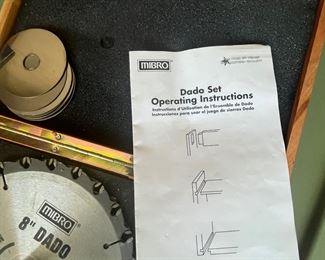 MIBRO
Dado Set
Operating Instructions
Instructions d'Utilisation de l'Ensemble de Dado
Instrucciones para usar el juego de sierras Dado
MIBRO
8" DADO